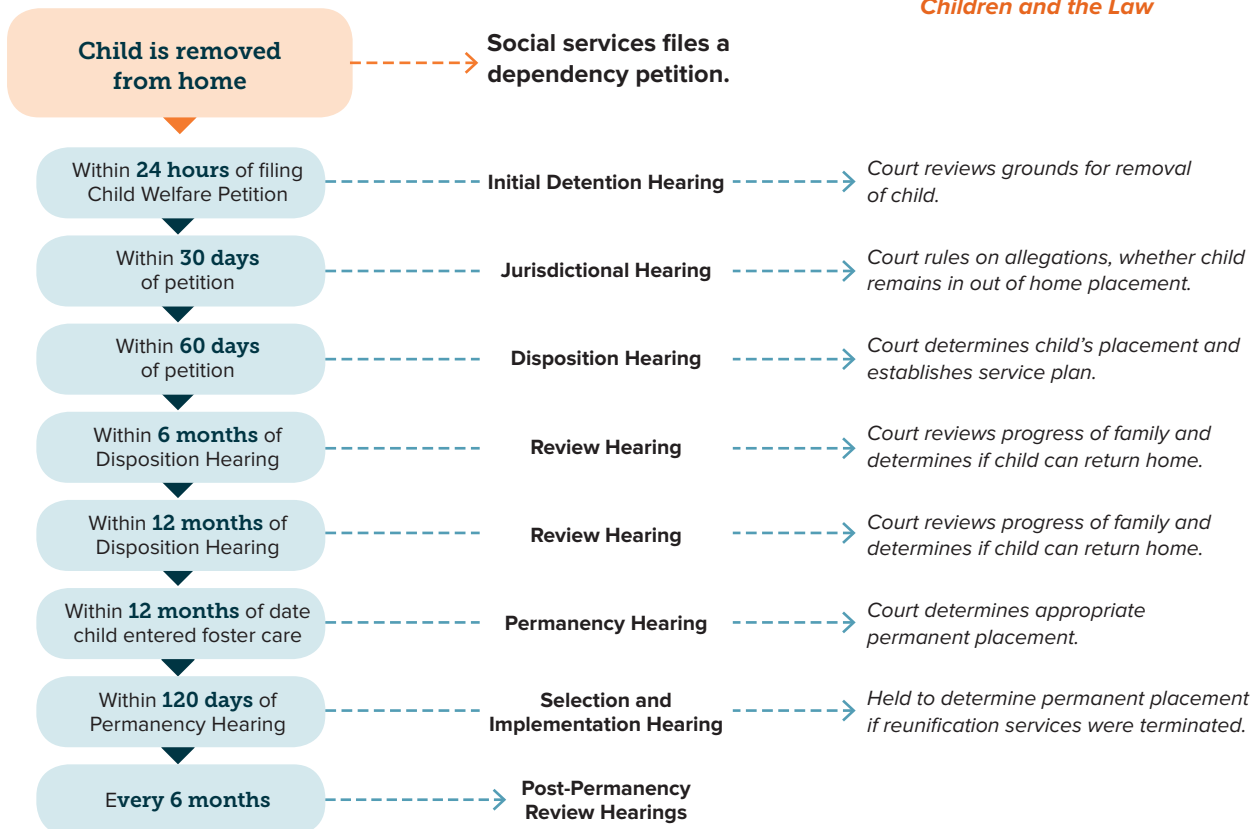 Children and the Law
Child is removed
from home
Social services files a
dependency petition.
Within 24 hours of filing
Child Welfare Petition
Initial Detention Hearing
Court reviews grounds for removal
of child.
Within 30 days
of petition
Jurisdictional Hearing
Court rules on allegations, whether child
remains in out of home placement.
Within 60 days
of petition
Disposition Hearing
Court determines child’s placement and
establishes service plan.
Within 6 months of
Disposition Hearing
Review Hearing
Court reviews progress of family and
determines if child can return home.
Within 12 months of
Disposition Hearing
Review Hearing
Court reviews progress of family and
determines if child can return home.
Within 12 months of date
child entered foster care
Permanency Hearing
Court determines appropriate
permanent placement.
Within 120 days of
Permanency Hearing
Selection and
Implementation Hearing
Held to determine permanent placement
if reunification services were terminated.
Every 6 months
Post-Permanency
Review Hearings